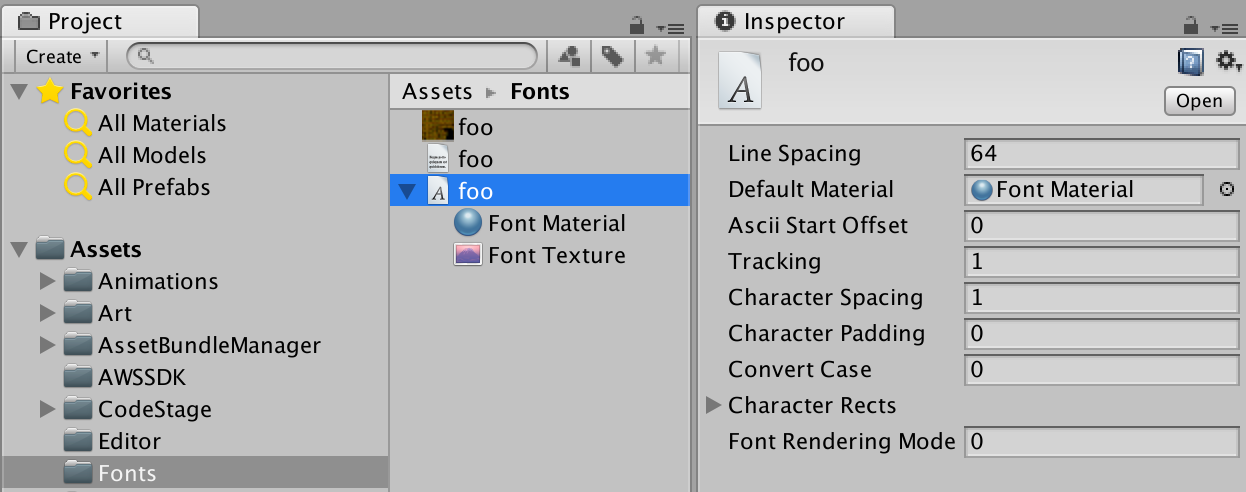 Project
Create
Favorites
All Materials
All Models
All Prefabs
Assets
Animations
Art
AssetBundleManager
AWSSDK
CodeStage
Editor
Fonts
Assets Fonts
foo
foo
foo
Font Material
Font Texture
Inspector
foo
Open
Line Spacing 64
Default Material Font Material
Ascii Start Offset 0
Tracking 1
Character Spacing 1
Character Padding 0
Convert Case 0
Character Rects
Font Rendering Mode 0